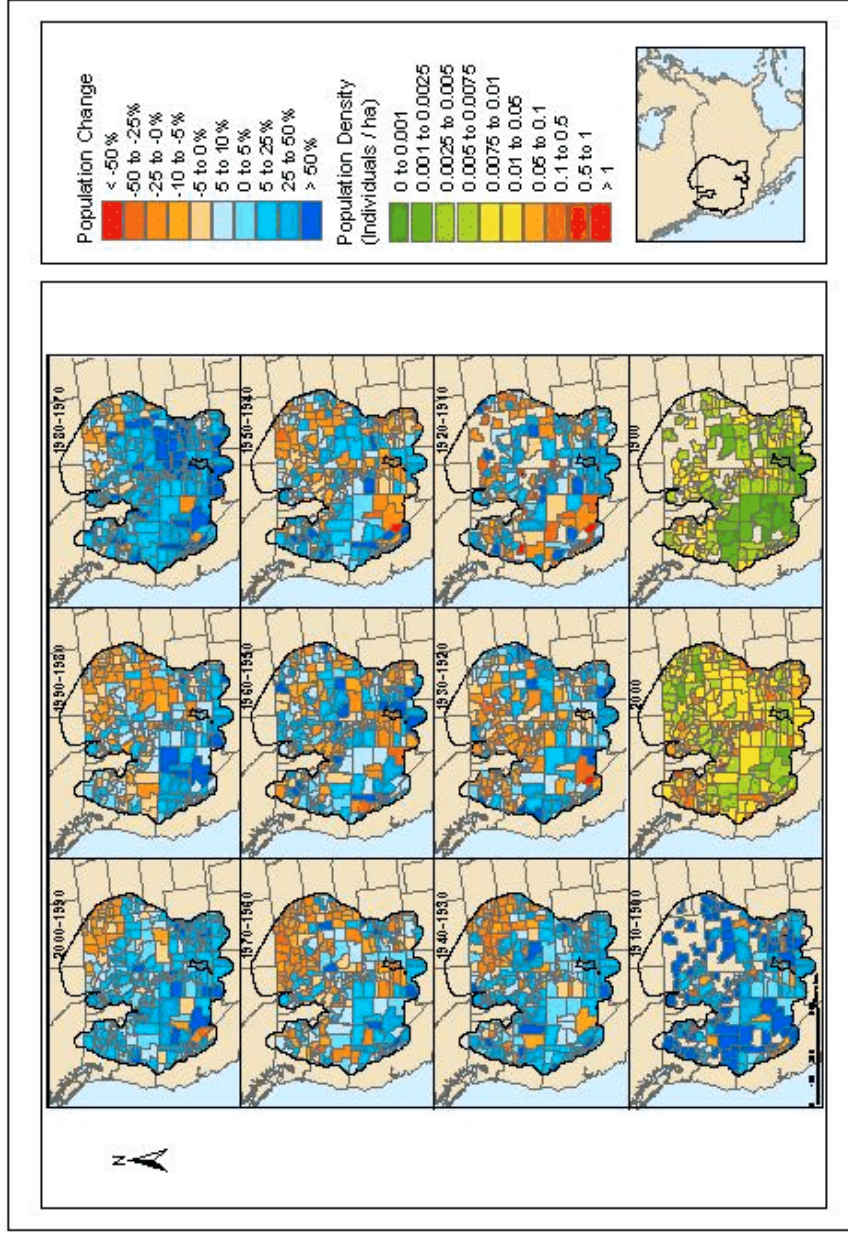 N
2000-1990
1990-1980
1980-1970
1970-1960
1960-1950
1950-1940
1940-1930
1930-1920
1920-1910
1910-1900
2000
1900
Population Change
< -50%
-50 to -25%
-25 to -0%
-10 to -5%
-5 to 0%
5 to 10%
0 to 5%
5 to 25%
25 to 50%
> 50%
Population Density
(Individuals / ha)
0 to 0.001
0.001 to 0.0025
0.0025 to 0.005
0.005 to 0.0075
0.0075 to 0.01
0.01 to 0.05
0.05 to 0.1
0.1 to 0.5
0.5 to 1
> 1